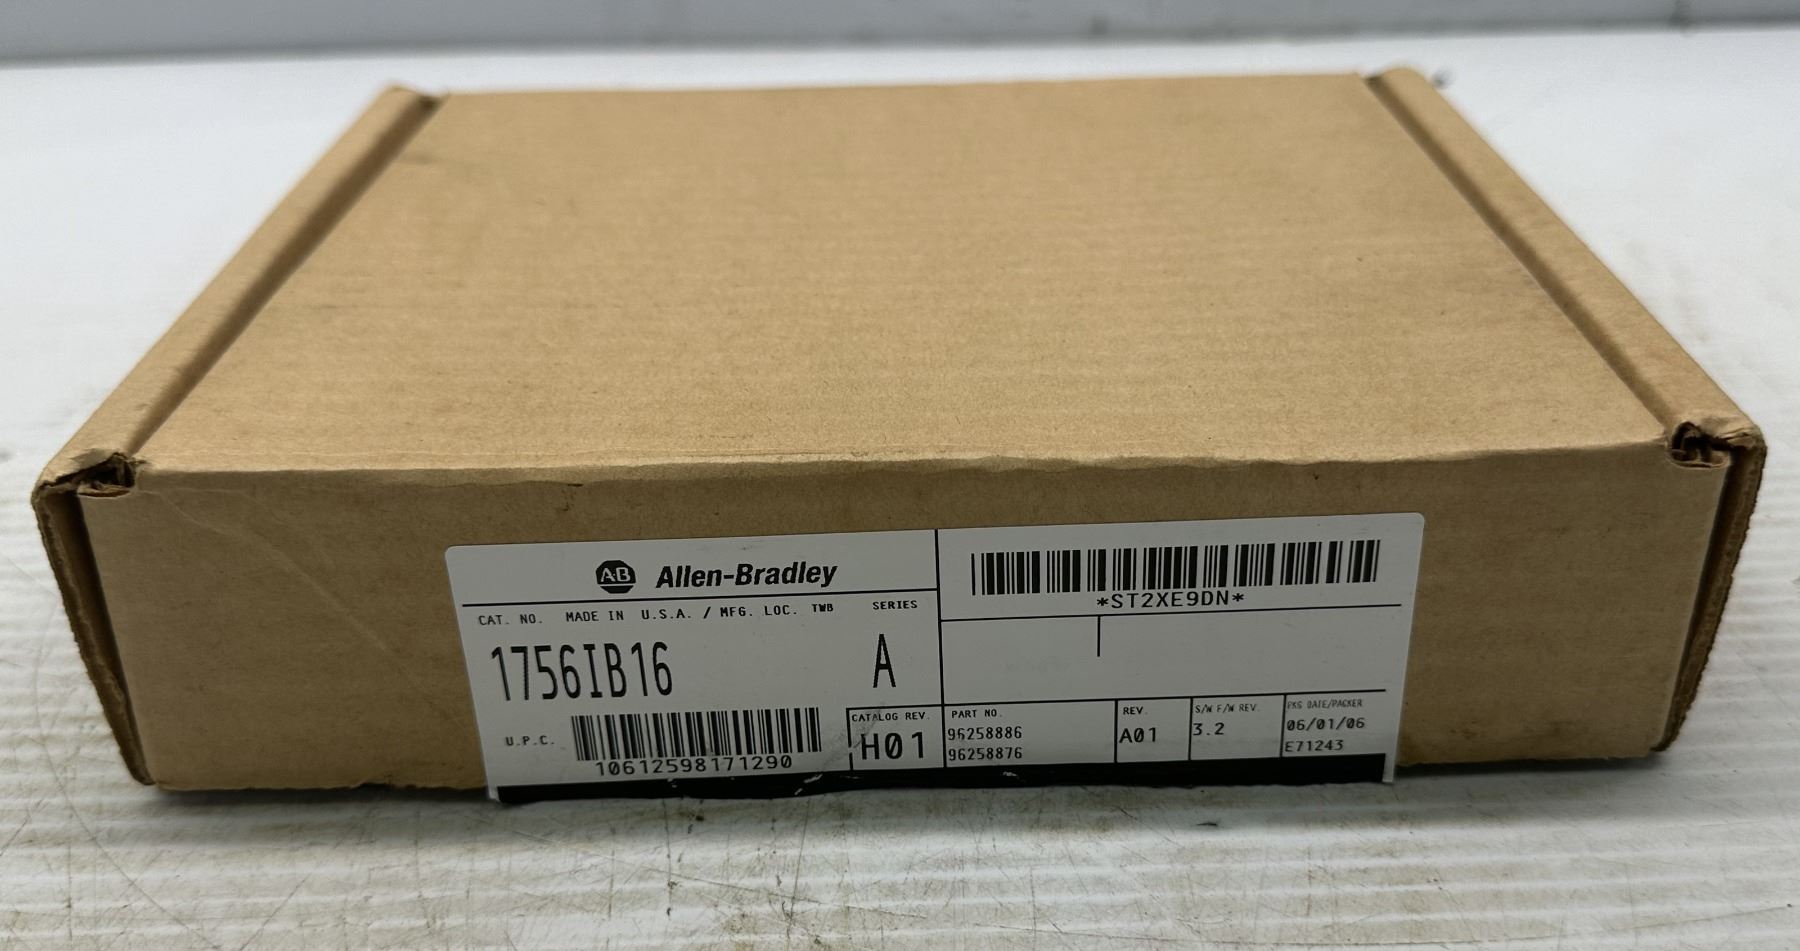 AB Allen-Bradley
CAT. NO. MADE IN U.S.A. / MFG. LOC. TWB SERIES
1756IB16 A
U.P.C.
10612598171290
CATALOG REV.
H01
*ST2XE9DN*
PART NO.
96258886
96258876
REV.
A01
S/W F/W REV.
3.2
PKG DATE/PACKER
06/01/06
E71243